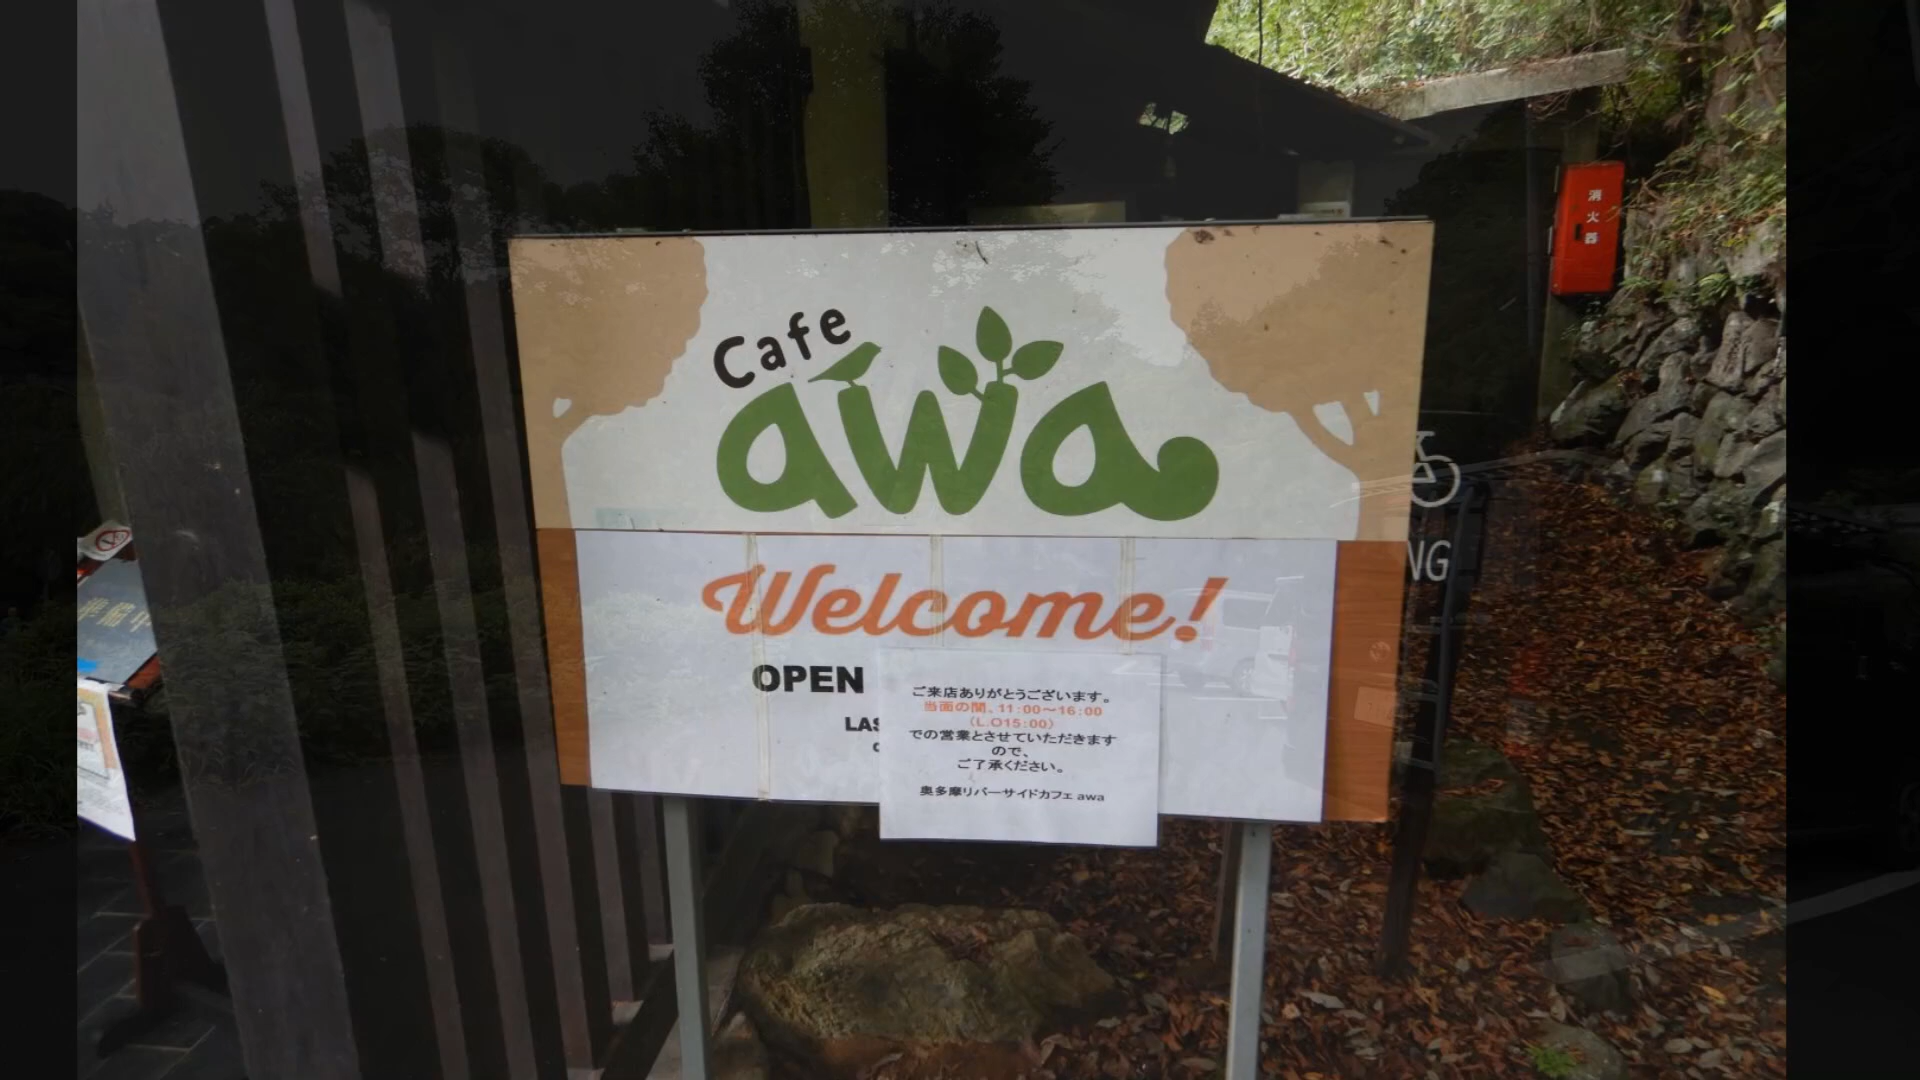 消火器
Cafe
awa
Welcome!
OPEN
LAS
ご来店ありがとうございます。
当面の間、11:00～16:00
（L.O15:00）
での営業とさせていただきます
ので、
ご了承ください。
奥多摩リバーサイドカフェ awa
NG
準備中